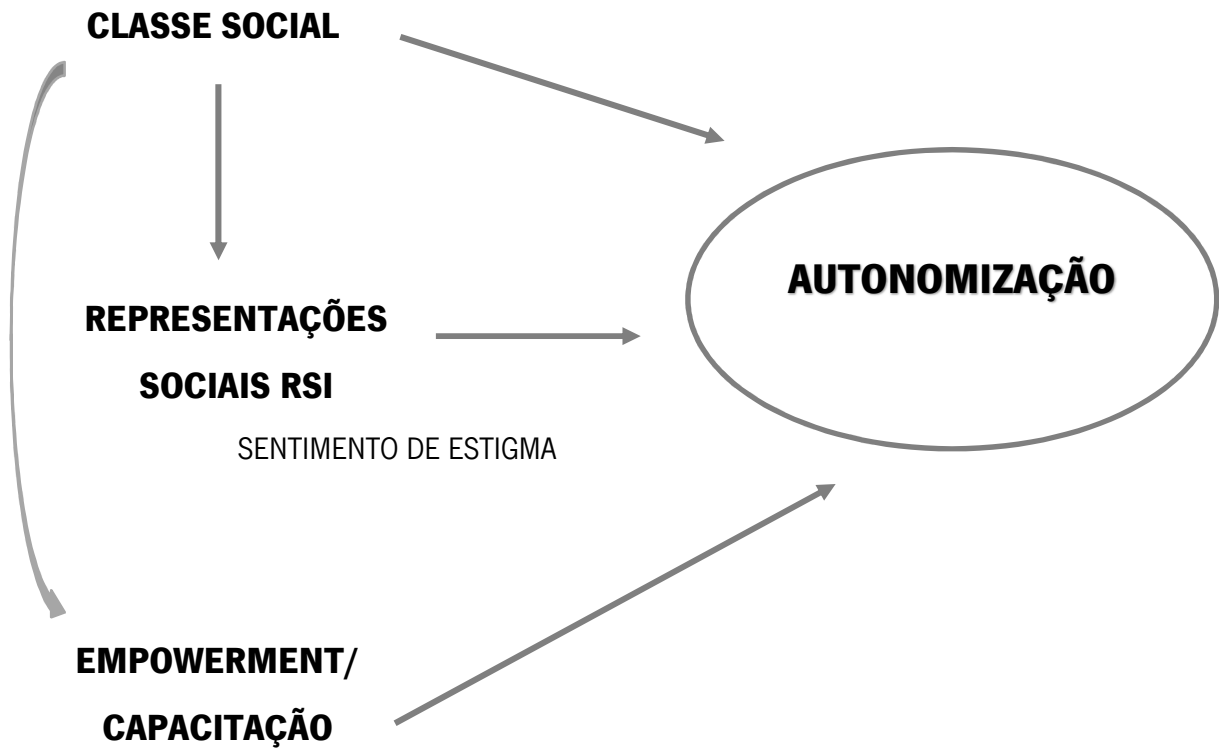 CLASSE SOCIAL
AUTONOMIZAÇÃO
REPRESENTAÇÕES
SOCIAIS RSI
SENTIMENTO DE ESTIGMA
EMPOWERMENT/
CAPACITAÇÃO